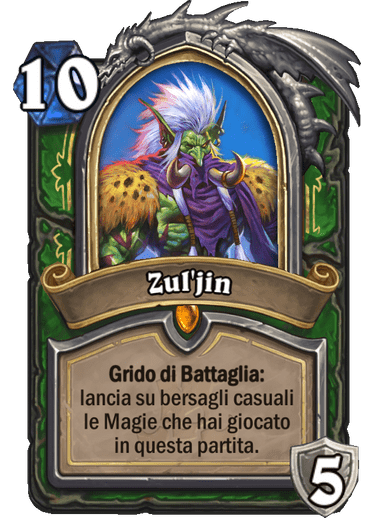 10
Zul'jin
Grido di Battaglia:
lancia su bersagli casuali
le Magie che hai giocato
in questa partita.
5